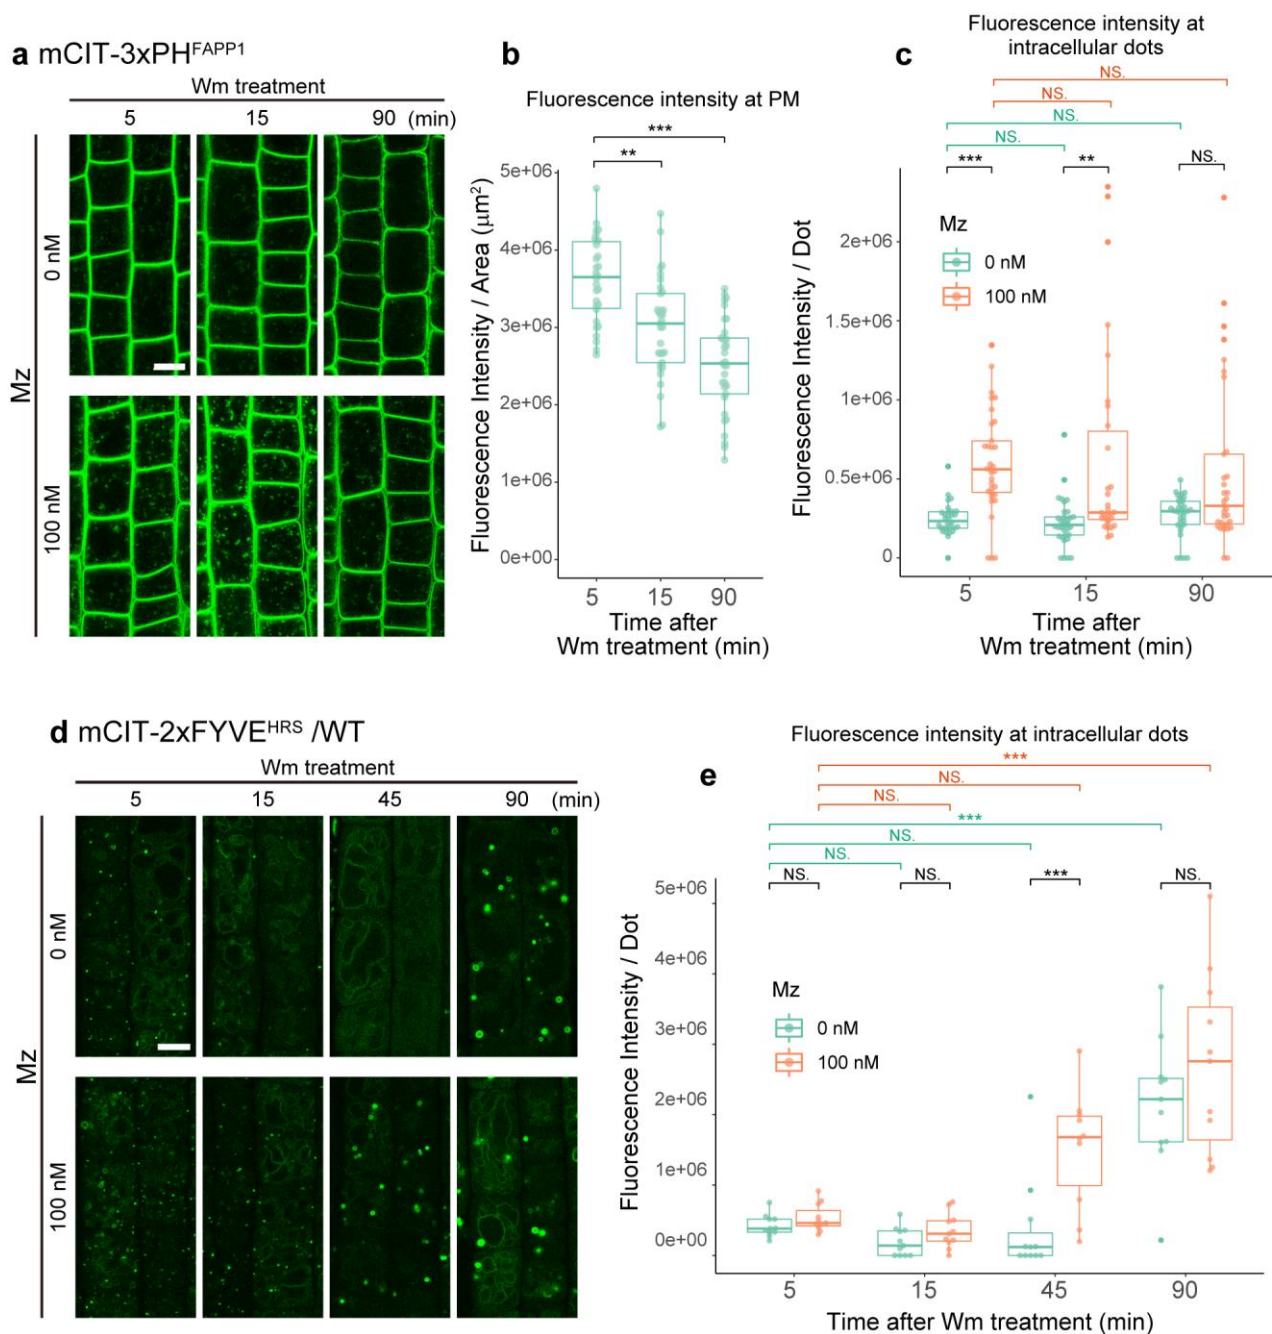 a mCIT-3xPH^FAPP1
Wm treatment
5 15 90 (min)
Mz
0 nM
100 nM
b
Fluorescence intensity at PM
***
**
Fluorescence Intensity / Area (µm²)
5e+06
4e+06
3e+06
2e+06
1e+06
0e+00
5 15 90
Time after
Wm treatment (min)
c
Fluorescence intensity at
intracellular dots
NS.
NS.
NS.
NS.
*** ** NS.
Fluorescence Intensity / Dot
Mz
0 nM
100 nM
2e+06
1.5e+06
1e+06
0.5e+06
0
5 15 90
Time after
Wm treatment (min)
d mCIT-2xFYVE^HRS /WT
Wm treatment
5 15 45 90 (min)
Mz
0 nM
100 nM
e
Fluorescence intensity at intracellular dots
***
NS.
NS.
***
NS.
NS.
NS. NS. *** NS.
Fluorescence Intensity / Dot
Mz
0 nM
100 nM
5e+06
4e+06
3e+06
2e+06
1e+06
0e+00
5 15 45 90
Time after Wm treatment (min)